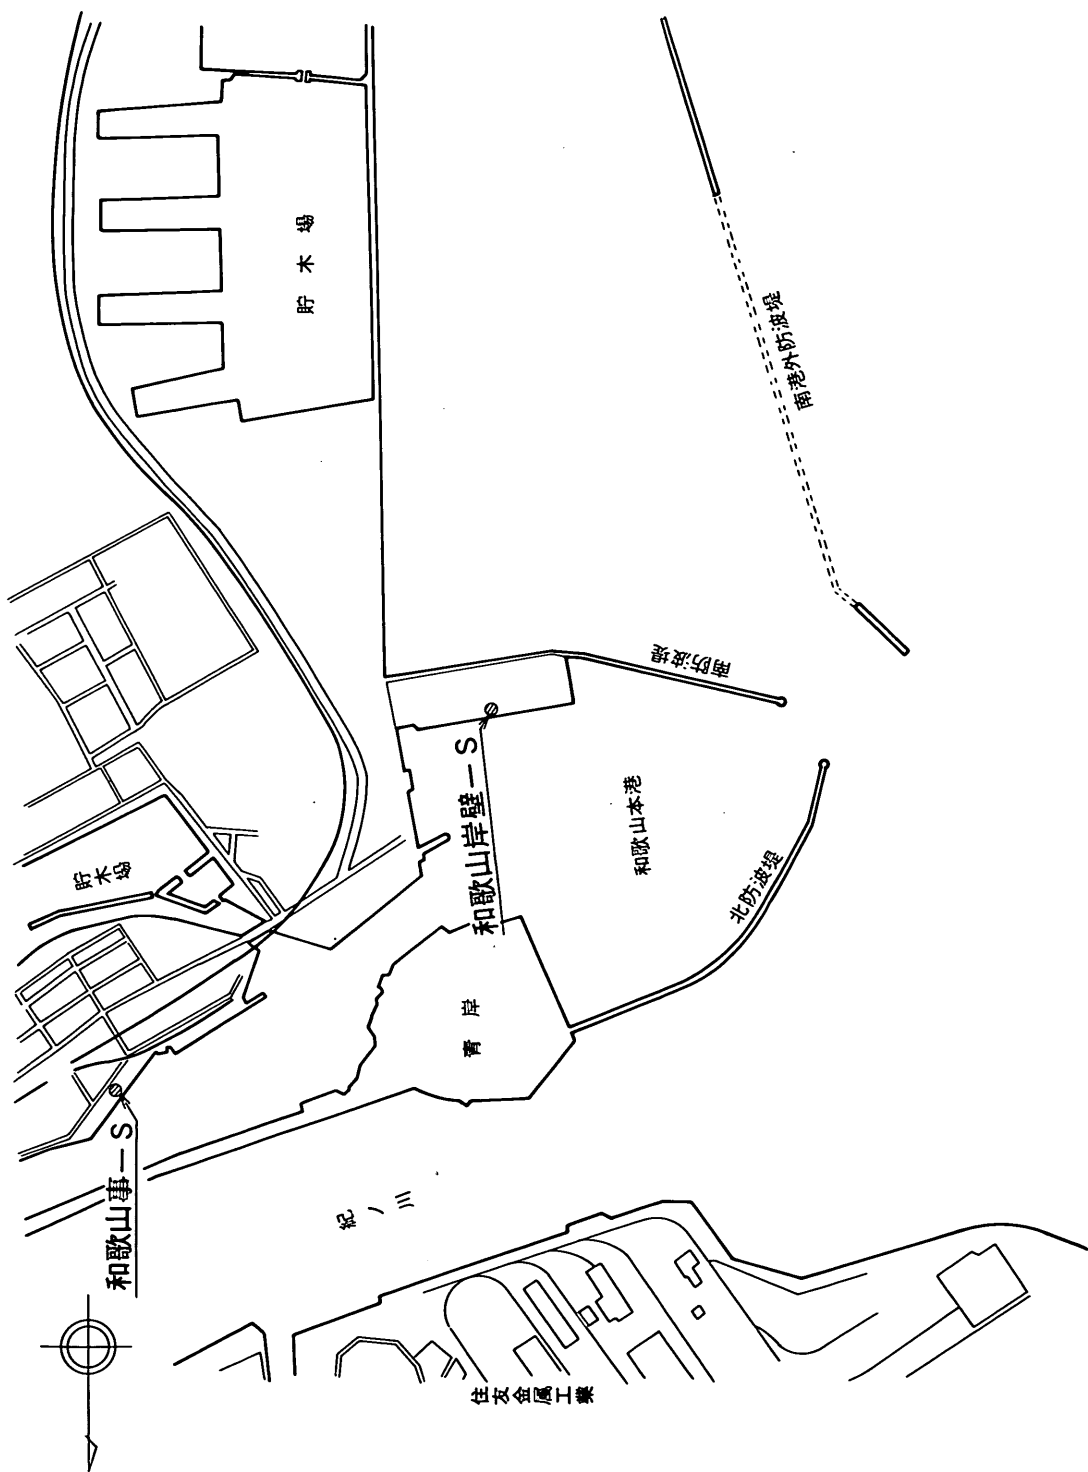 貯木場
南港外防波堤
南防波堤
貯木場
和歌山岸壁－S
和歌山本港
北防波堤
青岸
和歌山事－S
紀ノ川
住友金属工業